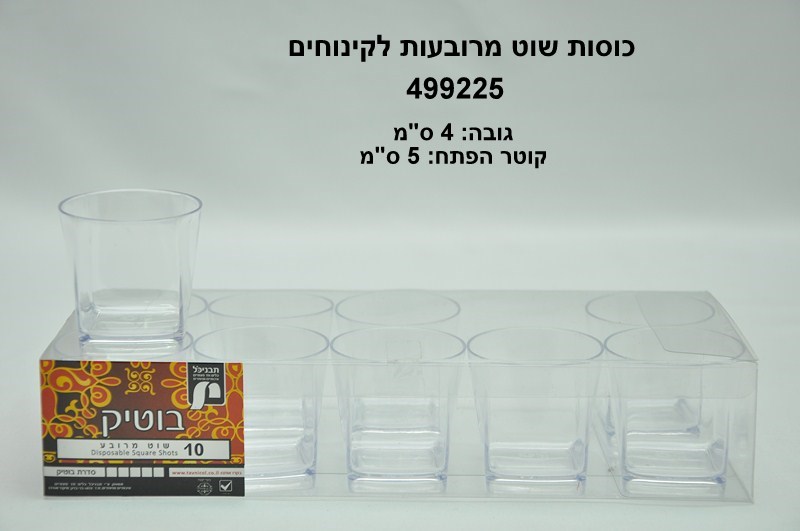 כוסות שוט מרובעות לקינוחים
499225
גובה: 4 ס"מ
קוטר הפתח: 5 ס"מ
תבניכל
בוטיק
שוט מרובע 10
Disposable Square Shots
סדרת בוטיק